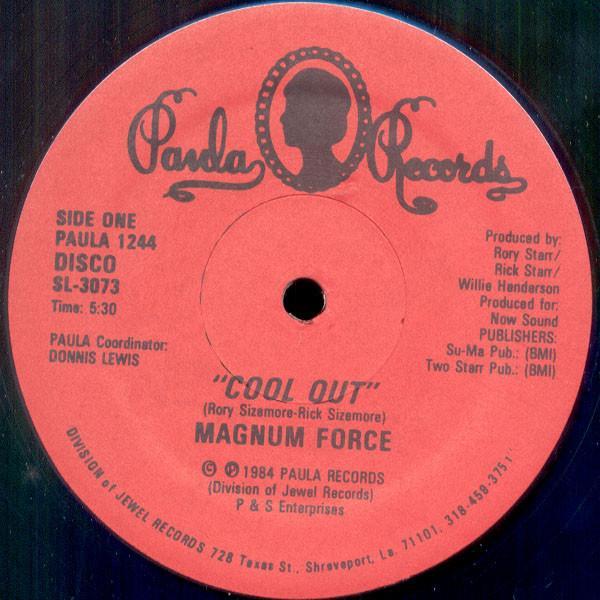 Paula Records
SIDE ONE
PAULA 1244
DISCO
SL-3073
Time: 5:30
PAULA Coordinator:
DONNIS LEWIS
Produced by:
Rory Starr/
Rick Starr/
Willie Henderson
Produced for:
Now Sound
PUBLISHERS:
Su-Ma Pub.: (BMI)
Two Starr Pub.: (BMI)
"COOL OUT"
(Rory Sizemore-Rick Sizemore)
MAGNUM FORCE
© ℗ 1984 PAULA RECORDS
(Division of Jewel Records)
P & S Enterprises
DIVISION of JEWEL RECORDS 728 Texas St., Shreveport, La. 71101. 318-458-3751